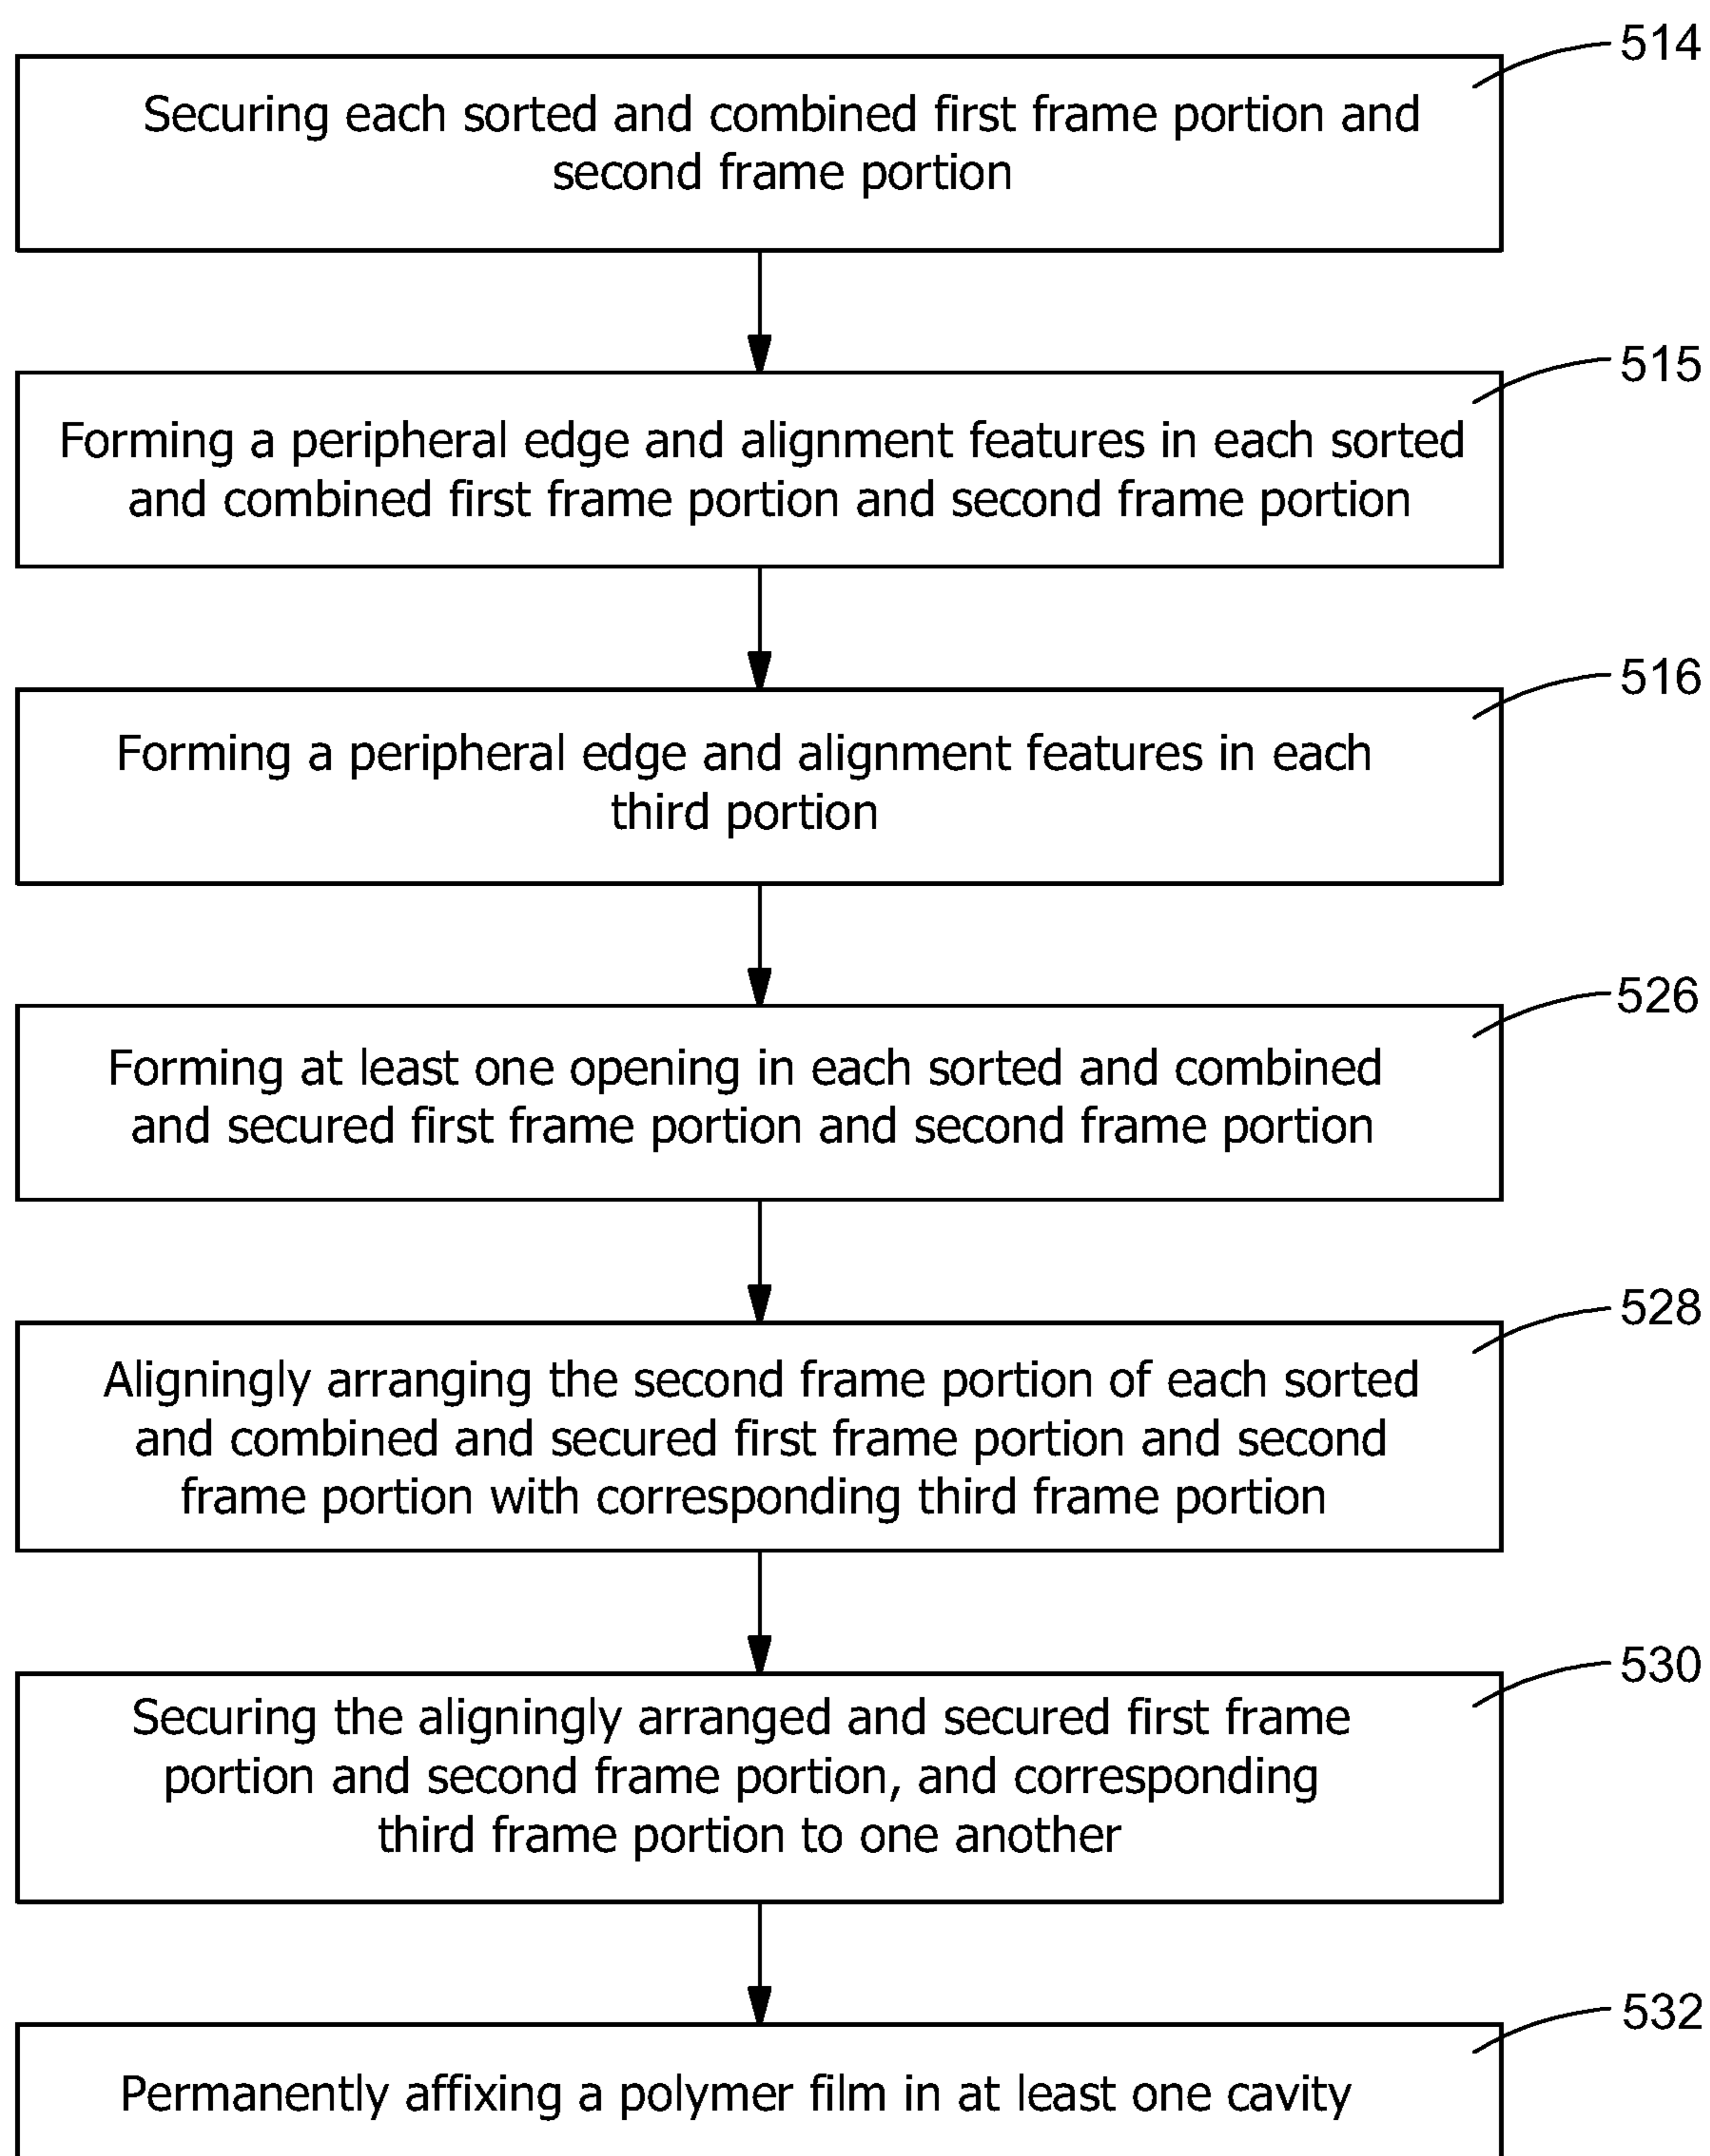 514
Securing each sorted and combined first frame portion and
second frame portion
515
Forming a peripheral edge and alignment features in each sorted
and combined first frame portion and second frame portion
516
Forming a peripheral edge and alignment features in each
third portion
526
Forming at least one opening in each sorted and combined
and secured first frame portion and second frame portion
528
Aligningly arranging the second frame portion of each sorted
and combined and secured first frame portion and second
frame portion with corresponding third frame portion
530
Securing the aligningly arranged and secured first frame
portion and second frame portion, and corresponding
third frame portion to one another
532
Permanently affixing a polymer film in at least one cavity